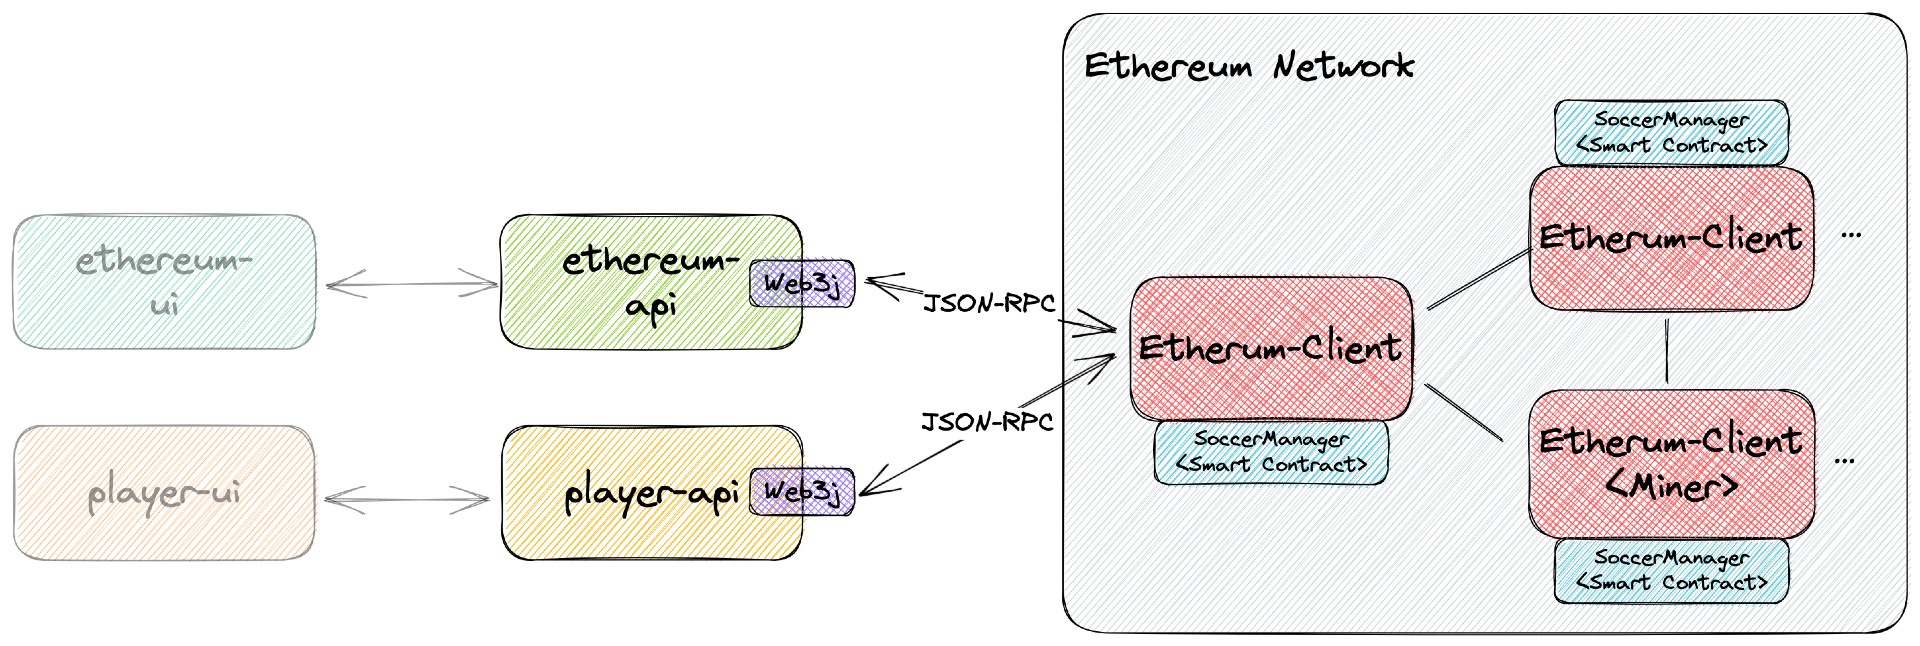 Ethereum Network
SoccerManager
<Smart Contract>
Etherum-Client
...
ethereum-
ui
ethereum-
api
Web3j
JSON-RPC
Etherum-Client
SoccerManager
<Smart Contract>
player-ui
player-api
Web3j
JSON-RPC
Etherum-Client
<Miner>
...
SoccerManager
<Smart Contract>